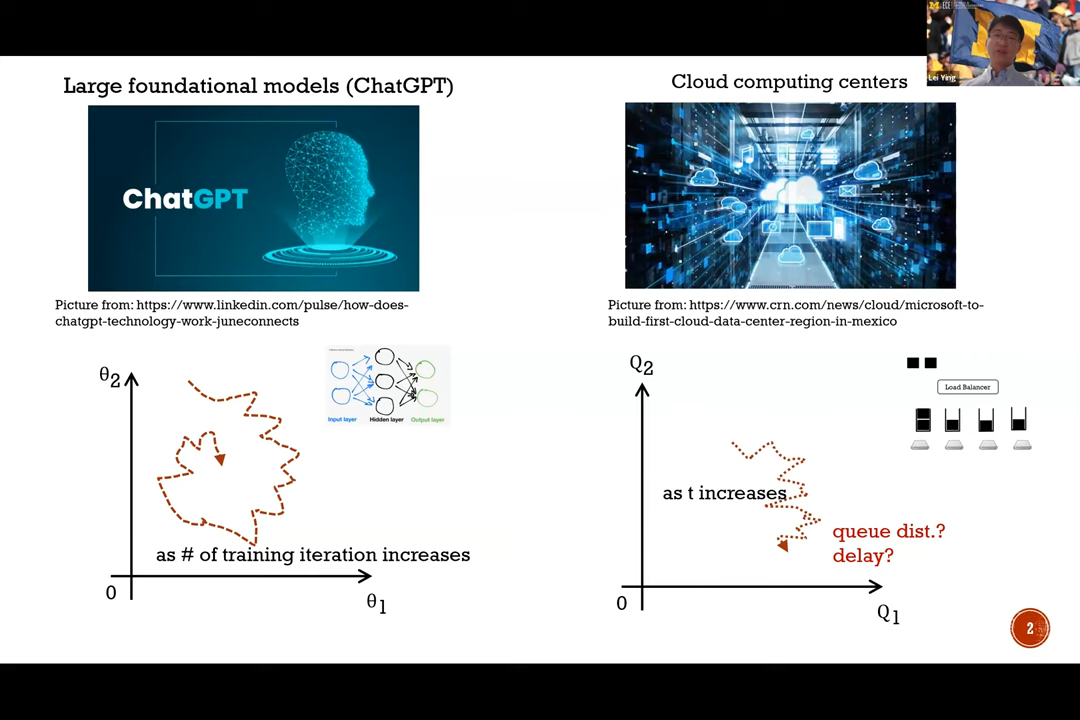 Large foundational models (ChatGPT)
ChatGPT
Picture from: https://www.linkedin.com/pulse/how-does-
chatgpt-technology-work-juneconnects
θ2
Input layer
Hidden layer
Output layer
as # of training iteration increases
0
θ1
Cloud computing centers
M ECE
Lei Ying
Picture from: https://www.crn.com/news/cloud/microsoft-to-
build-first-cloud-data-center-region-in-mexico
Q2
Load Balancer
as t increases
queue dist.?
delay?
0
Q1
2